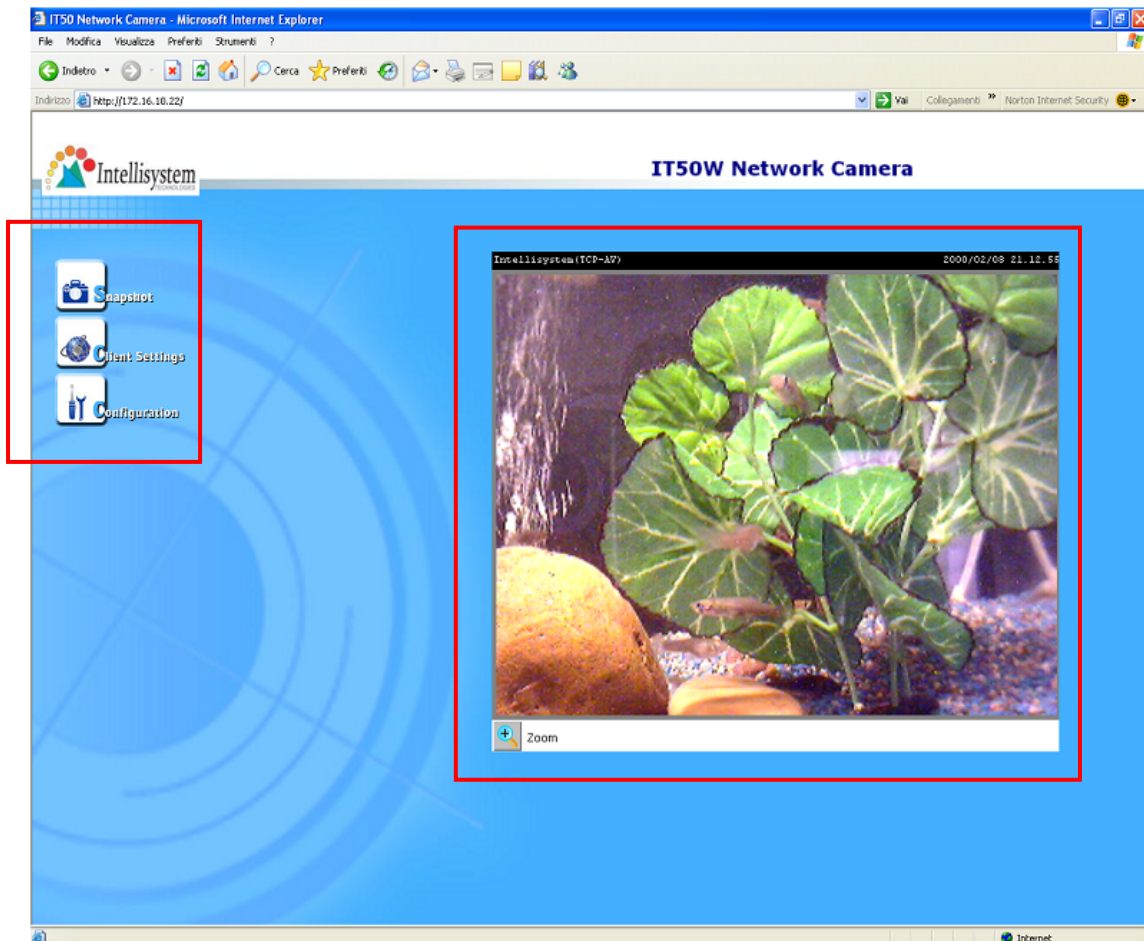 IT50 Network Camera - Microsoft Internet Explorer
File Modifica Visualizza Preferiti Strumenti ?
Indietro Cerca Preferiti
Indirizzo http://172.16.10.22/ Vai Collegamenti » Norton Internet Security
Intellisystem
TECHNOLOGIES
IT50W Network Camera
Snapshot
Client Settings
Configuration
Intellisystem(TCP-AV) 2000/02/08 21.12.55
Zoom
Internet